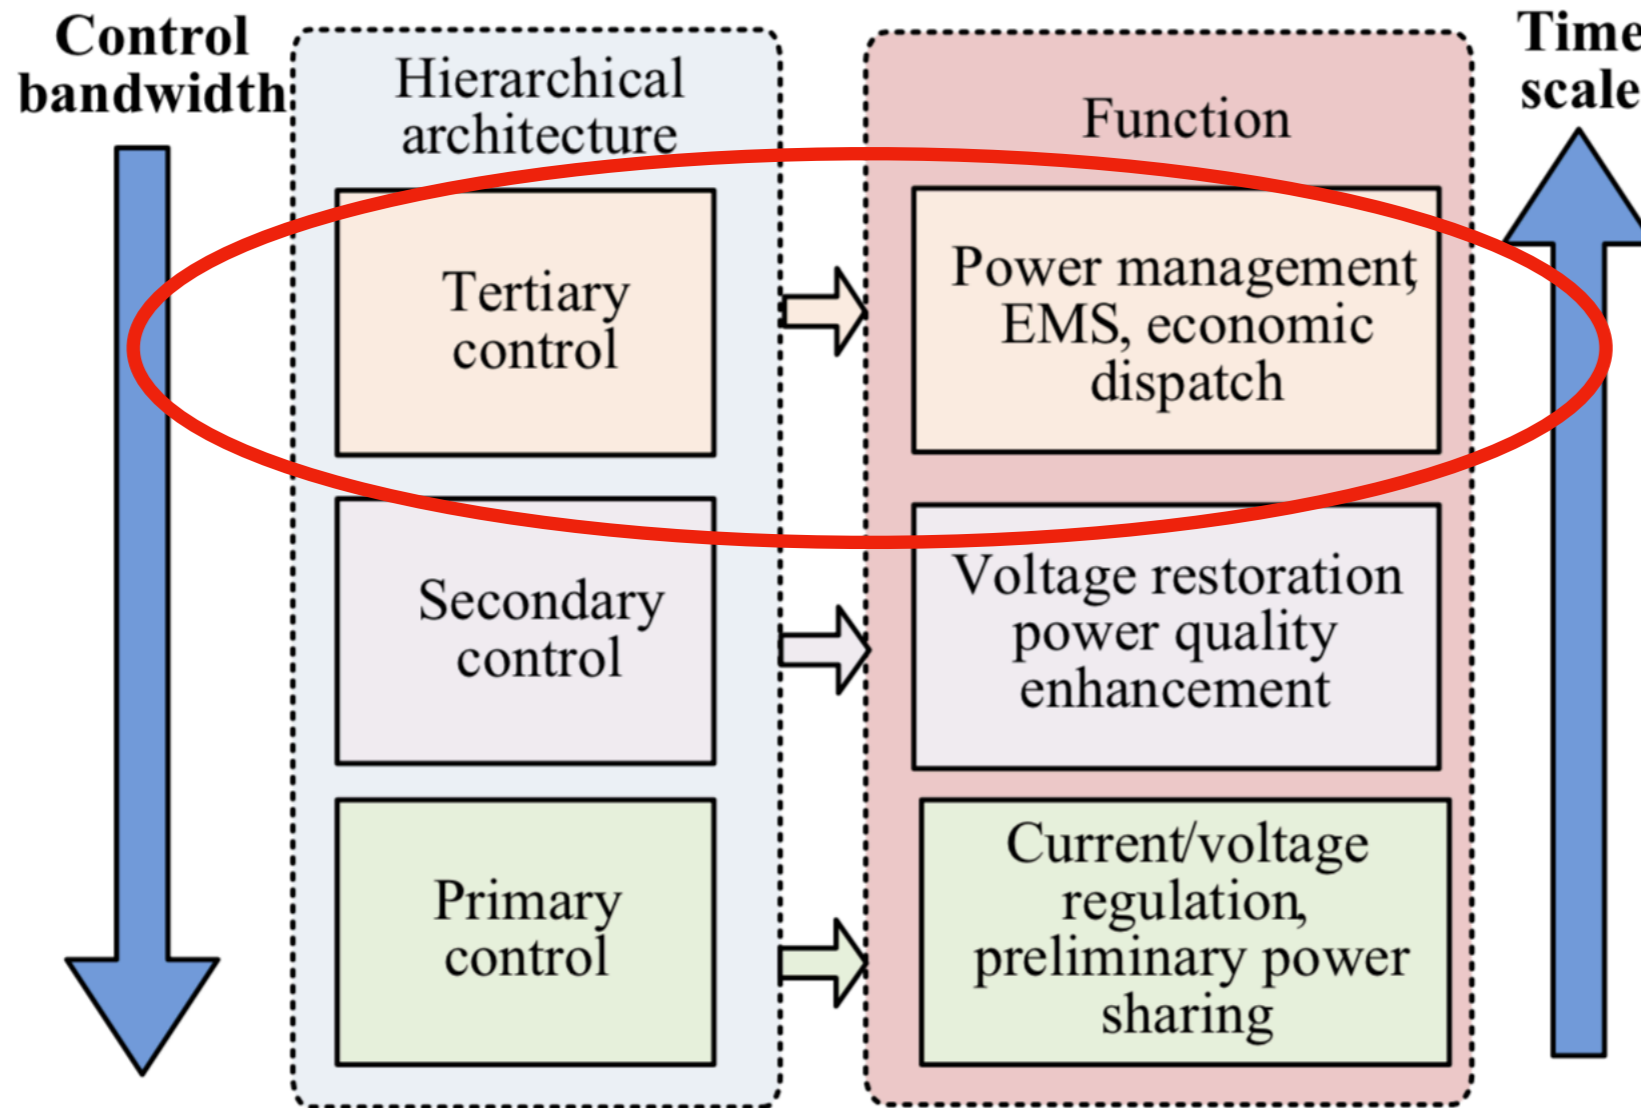 Control
bandwidth
Hierarchical
architecture
Function
Time
scale
Tertiary
control
Power management,
EMS, economic
dispatch
Secondary
control
Voltage restoration
power quality
enhancement
Primary
control
Current/voltage
regulation,
preliminary power
sharing